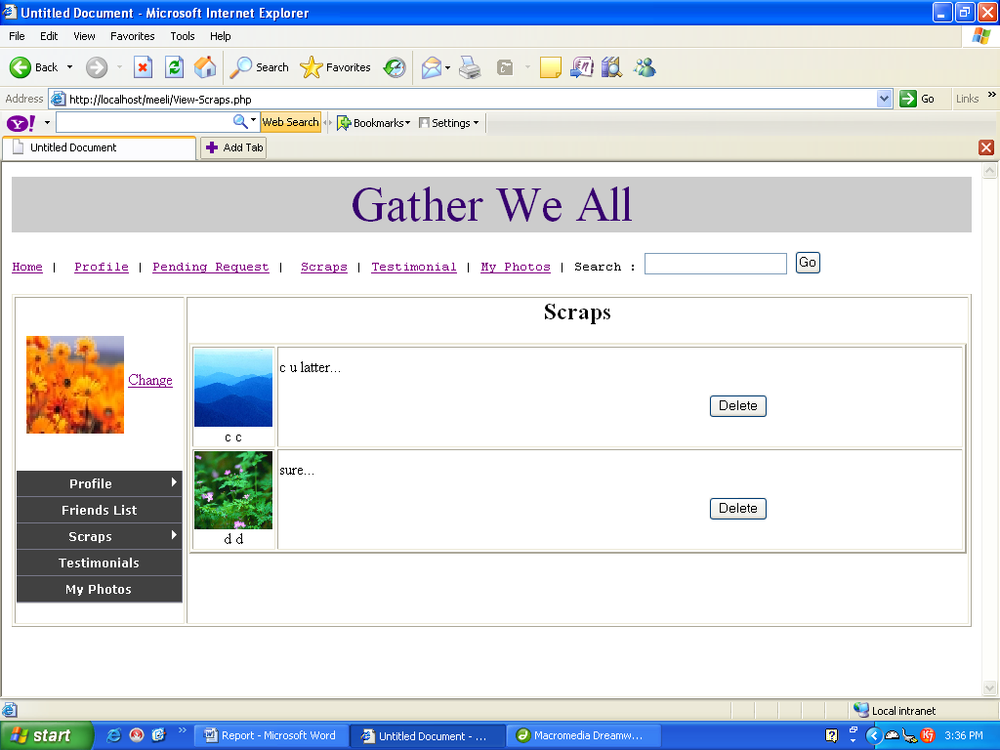 Untitled Document - Microsoft Internet Explorer
File Edit View Favorites Tools Help
Back Search Favorites
Address http://localhost/meeli/View-Scraps.php Go Links »
Y! Web Search Bookmarks Settings
Untitled Document Add Tab
Gather We All
Home | Profile | Pending Request | Scraps | Testimonial | My Photos | Search : Go
Scraps
Change
c u latter...
Delete
c c
sure...
Delete
d d
Profile
Friends List
Scraps
Testimonials
My Photos
Local intranet
start » Report - Microsoft Word Untitled Document - ... Macromedia Dreamw... ? K7 3:36 PM